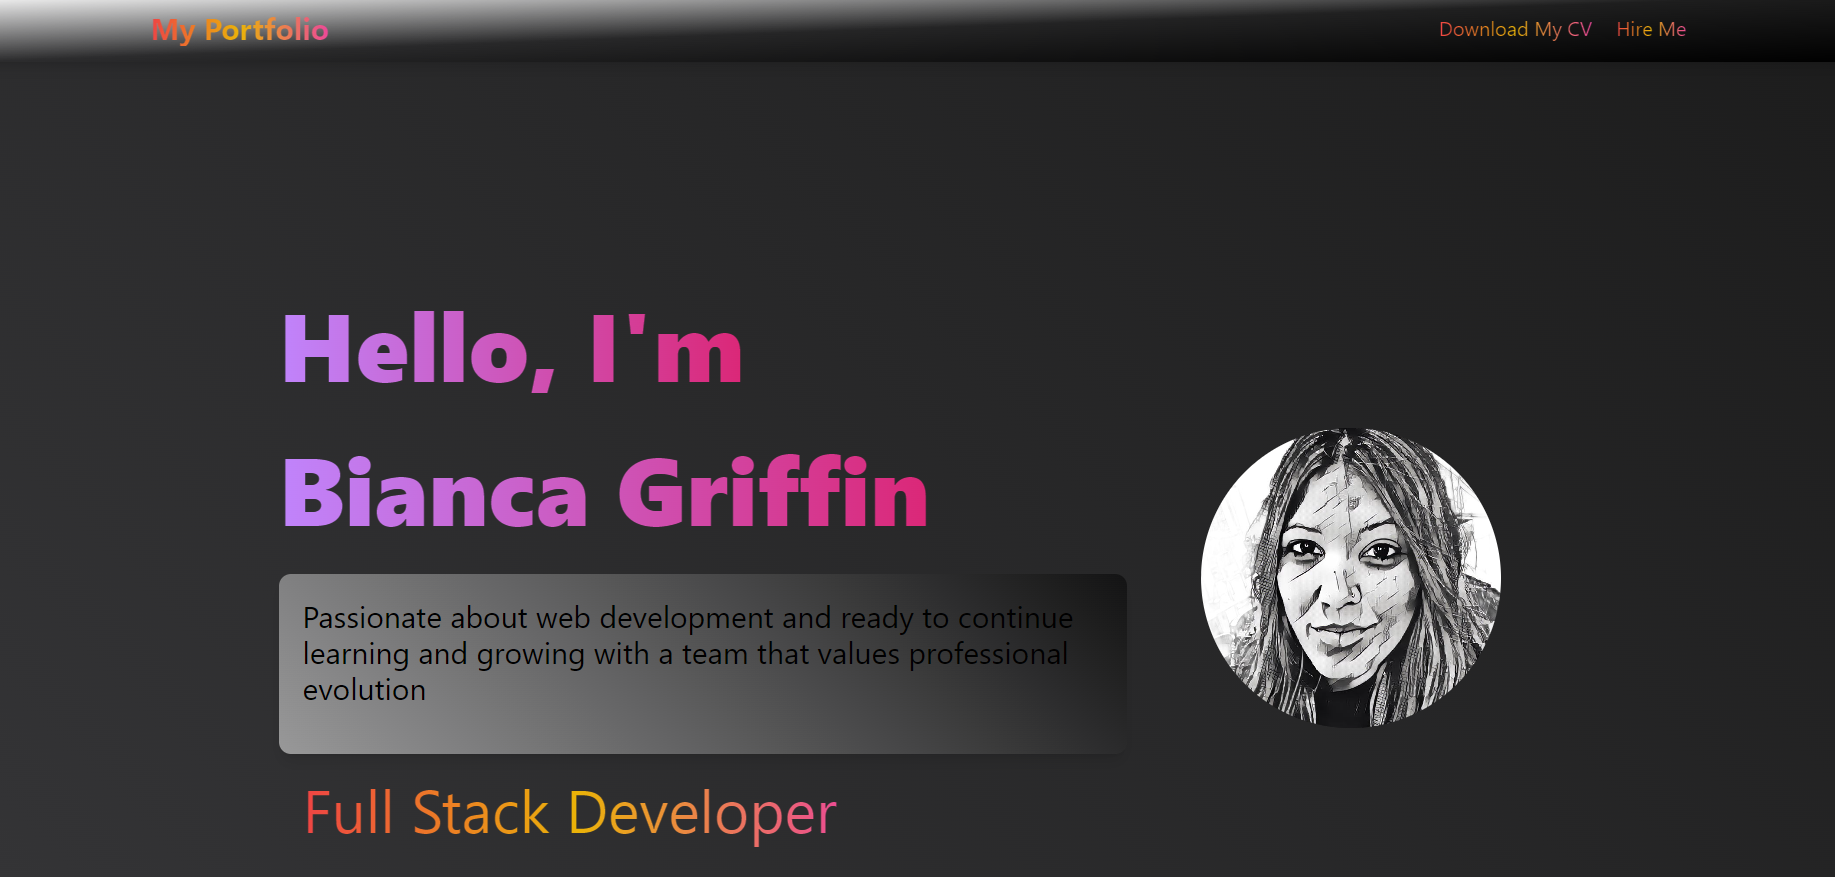 My Portfolio
Download My CV
Hire Me
Hello, I'm
Bianca Griffin
Passionate about web development and ready to continue
learning and growing with a team that values professional
evolution
Full Stack Developer